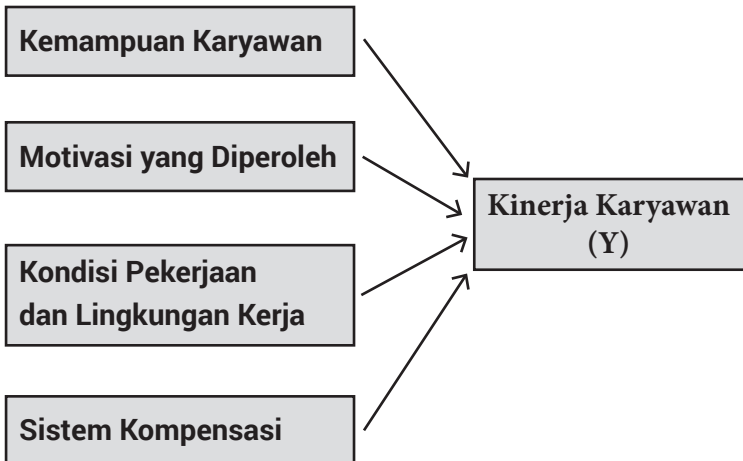 Kemampuan Karyawan
Motivasi yang Diperoleh
Kondisi Pekerjaan
dan Lingkungan Kerja
Sistem Kompensasi
Kinerja Karyawan
(Y)